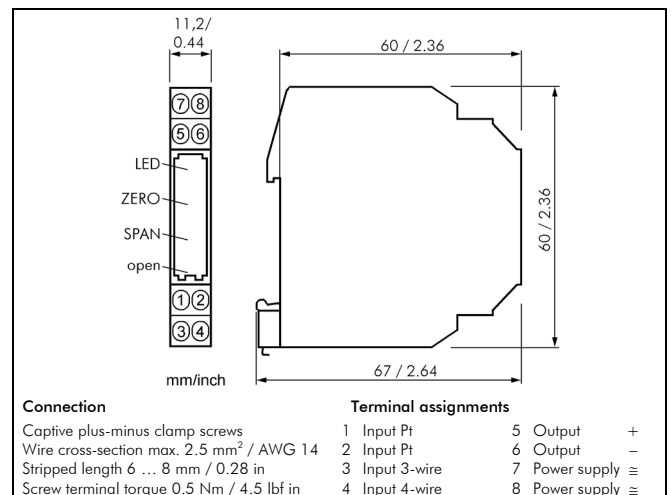 11,2/
0.44
60 / 2.36
7 8
5 6
LED
ZERO
SPAN
open
1 2
3 4
60 / 2.36
67 / 2.64
mm/inch
Connection
Captive plus-minus clamp screws
Wire cross-section max. 2.5 mm² / AWG 14
Stripped length 6 … 8 mm / 0.28 in
Screw terminal torque 0.5 Nm / 4.5 lbf in
Terminal assignments
1 Input Pt 5 Output +
2 Input Pt 6 Output –
3 Input 3-wire 7 Power supply ≅
4 Input 4-wire 8 Power supply ≅